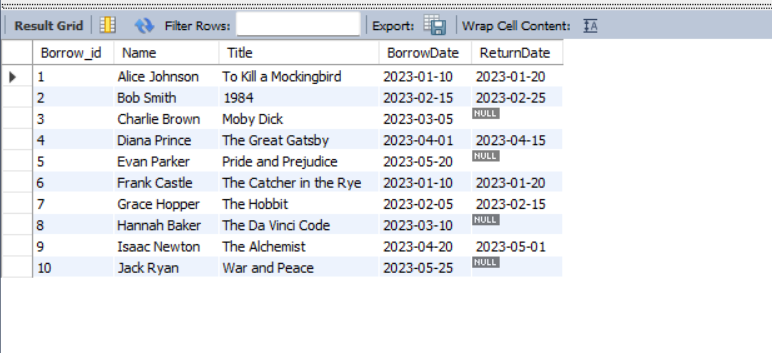 Result Grid Filter Rows: Export: Wrap Cell Content: IA
Borrow_id Name Title BorrowDate ReturnDate
1 Alice Johnson To Kill a Mockingbird 2023-01-10 2023-01-20
2 Bob Smith 1984 2023-02-15 2023-02-25
3 Charlie Brown Moby Dick 2023-03-05 NULL
4 Diana Prince The Great Gatsby 2023-04-01 2023-04-15
5 Evan Parker Pride and Prejudice 2023-05-20 NULL
6 Frank Castle The Catcher in the Rye 2023-01-10 2023-01-20
7 Grace Hopper The Hobbit 2023-02-05 2023-02-15
8 Hannah Baker The Da Vinci Code 2023-03-10 NULL
9 Isaac Newton The Alchemist 2023-04-20 2023-05-01
10 Jack Ryan War and Peace 2023-05-25 NULL